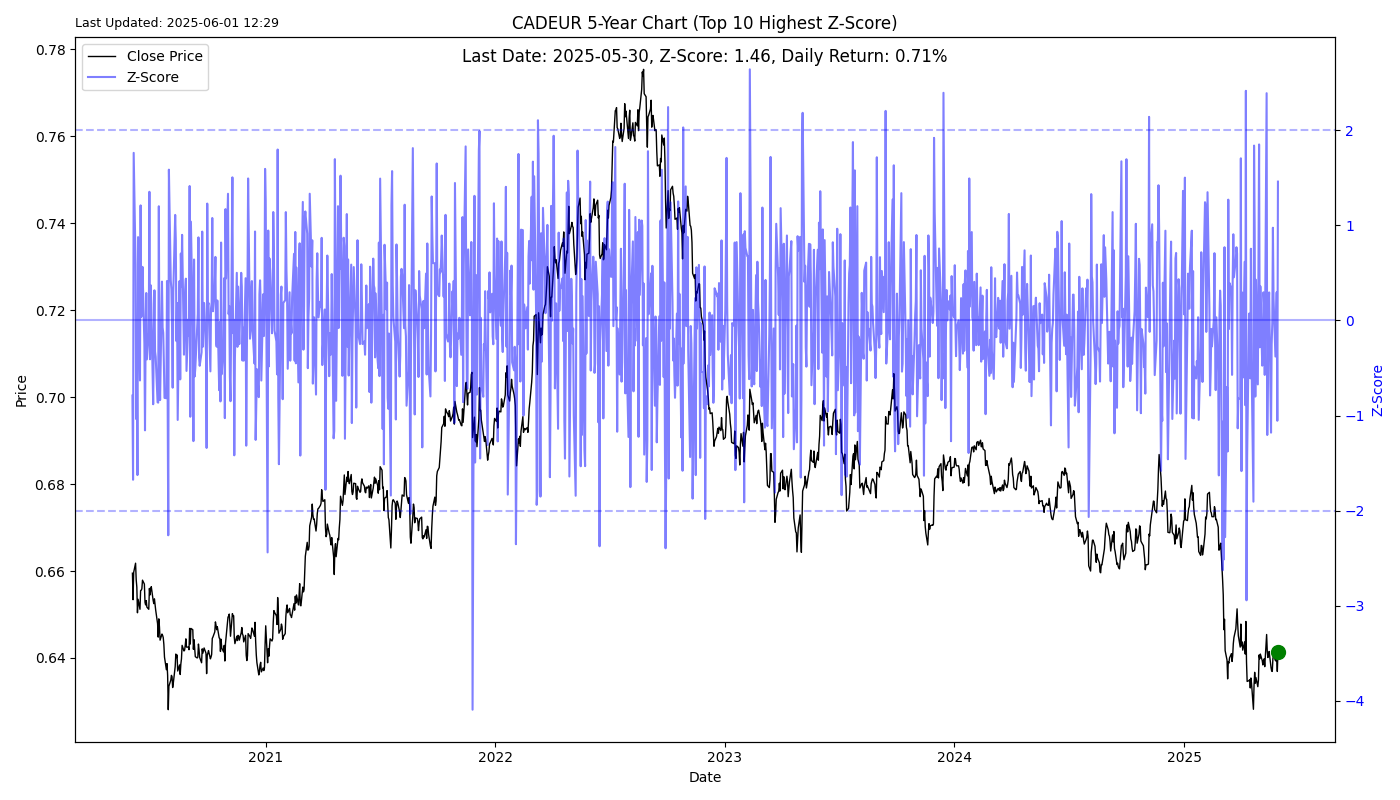 Last Updated: 2025-06-01 12:29
CADEUR 5-Year Chart (Top 10 Highest Z-Score)
Last Date: 2025-05-30, Z-Score: 1.46, Daily Return: 0.71%
Close Price
Z-Score
0.78
0.76
0.74
0.72
0.70
0.68
0.66
0.64
Price
2
1
0
−1
−2
−3
−4
Z-Score
2021
2022
2023
2024
2025
Date